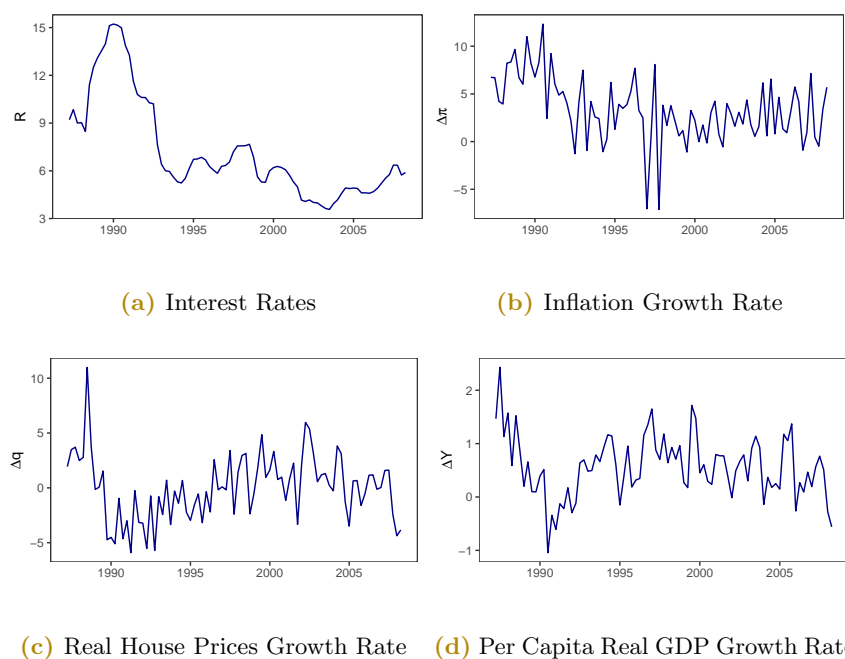 15
12
9
6
3
R
1990 1995 2000 2005
(a) Interest Rates
10
5
0
−5
Δπ
1990 1995 2000 2005
(b) Inflation Growth Rate
10
5
0
−5
Δq
1990 1995 2000 2005
(c) Real House Prices Growth Rate
2
1
0
−1
ΔY
1990 1995 2000 2005
(d) Per Capita Real GDP Growth Rate